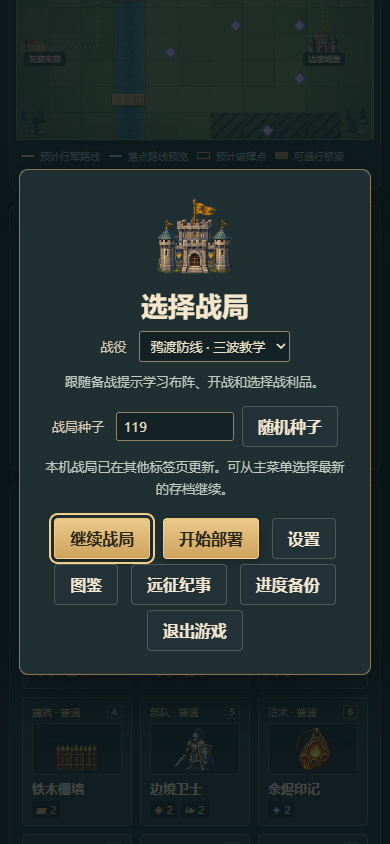 灰旗来路
边境城堡
预计行军路线 落点路线预览 预计破障点 可通行桥梁
选择战局
战役 鸦渡防线 · 三波教学
跟随备战提示学习布阵、开战和选择战利品。
战局种子 119 随机种子
本机战局已在其他标签页更新。可从主菜单选择最新
的存档继续。
继续战局 开始部署 设置
图鉴 远征纪事 进度备份
退出游戏
建筑 · 普通 4 部队 · 普通 5 法术 · 普通 6
铁木栅墙 边境卫士 余烬印记
2 2 2 2